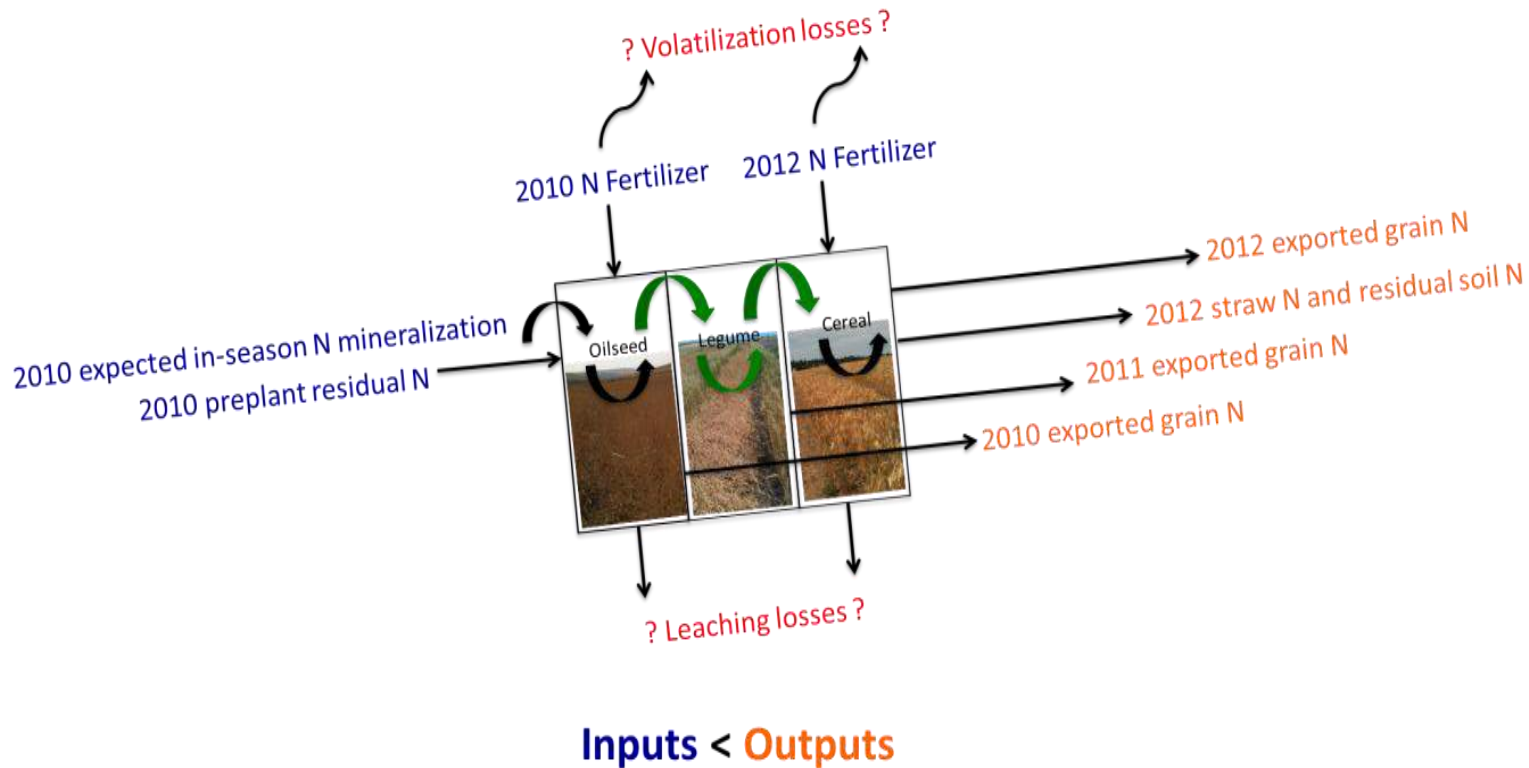 ? Volatilization losses ?
2010 N Fertilizer
2012 N Fertilizer
2010 expected in-season N mineralization
2010 preplant residual N
Oilseed
Legume
Cereal
2012 exported grain N
2012 straw N and residual soil N
2011 exported grain N
2010 exported grain N
? Leaching losses ?
Inputs < Outputs